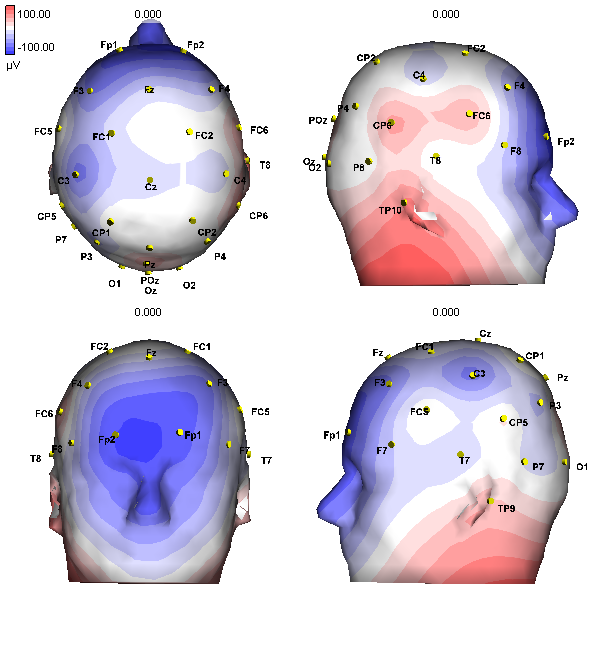 100.00
-100.00
µV
0.000
Fp1 Fp2
F3 Fz F4
FC5 FC1 FC2 FC6
T8
C3 Cz C4
CP5 CP1 CP2 CP6
P7 P3 Pz P4
O1 POz O2
Oz
0.000
CP2 FC2
C4
F4
P4
POz CP6 FC6
Fp2
F8
Oz T8
O2 P8
TP10
0.000
FC2 Fz FC1
F4 F3
FC6 FC5
Fp2 Fp1
F8 F7
T8 T7
0.000
Cz
Fz FC1 CP1
F3 C3 Pz
P3
FC5 CP5
Fp1
F7 T7 P7 O1
TP9